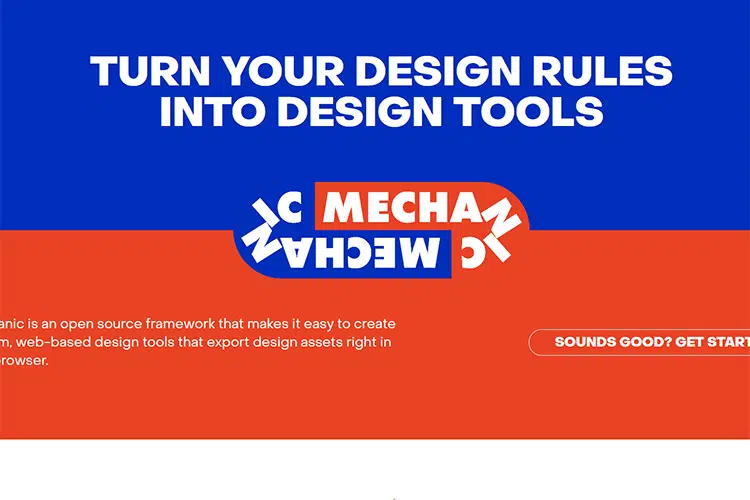 TURN YOUR DESIGN RULES
INTO DESIGN TOOLS
IC MECHANIC
MECHANIC
anic is an open source framework that makes it easy to create
m, web-based design tools that export design assets right in
rowser.
SOUNDS GOOD? GET START